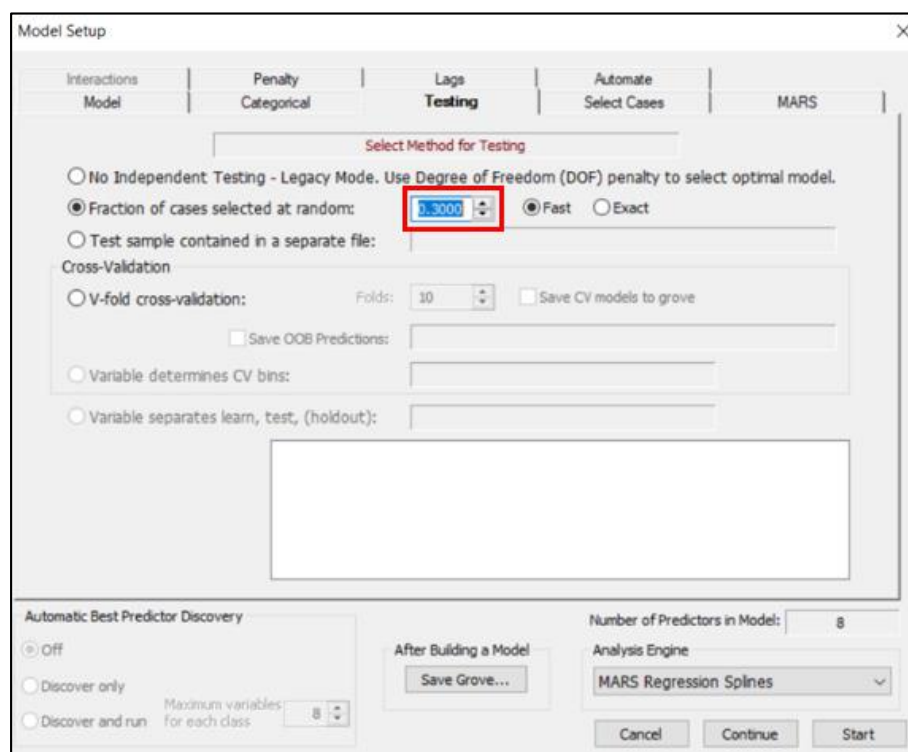 Model Setup
Interactions Penalty Lags Automate
Model Categorical Testing Select Cases MARS
Select Method for Testing
No Independent Testing - Legacy Mode. Use Degree of Freedom (DOF) penalty to select optimal model.
Fraction of cases selected at random: 0.3000 Fast Exact
Test sample contained in a separate file:
Cross-Validation
V-fold cross-validation: Folds: 10 Save CV models to grove
Save OOB Predictions:
Variable determines CV bins:
Variable separates learn, test, (holdout):
Automatic Best Predictor Discovery
Off
Discover only
Discover and run
Maximum variables
for each class 8
After Building a Model
Save Grove...
Number of Predictors in Model: 8
Analysis Engine
MARS Regression Splines
Cancel Continue Start